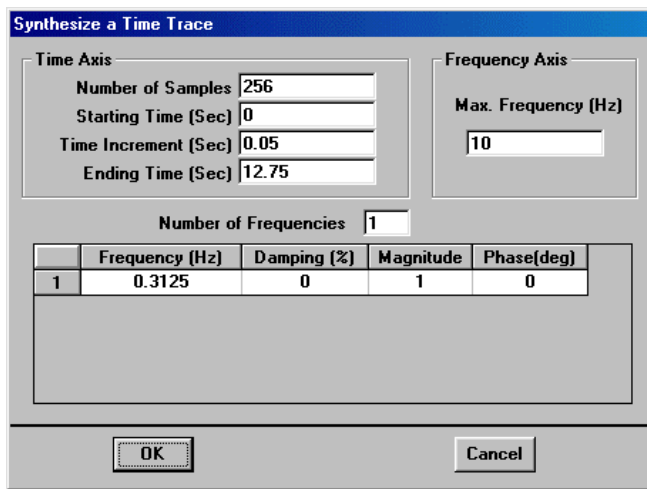 Synthesize a Time Trace
Time Axis
Number of Samples 256
Starting Time (Sec) 0
Time Increment (Sec) 0.05
Ending Time (Sec) 12.75
Frequency Axis
Max. Frequency (Hz)
10
Number of Frequencies 1
Frequency (Hz) Damping (%) Magnitude Phase(deg)
1 0.3125 0 1 0
OK Cancel